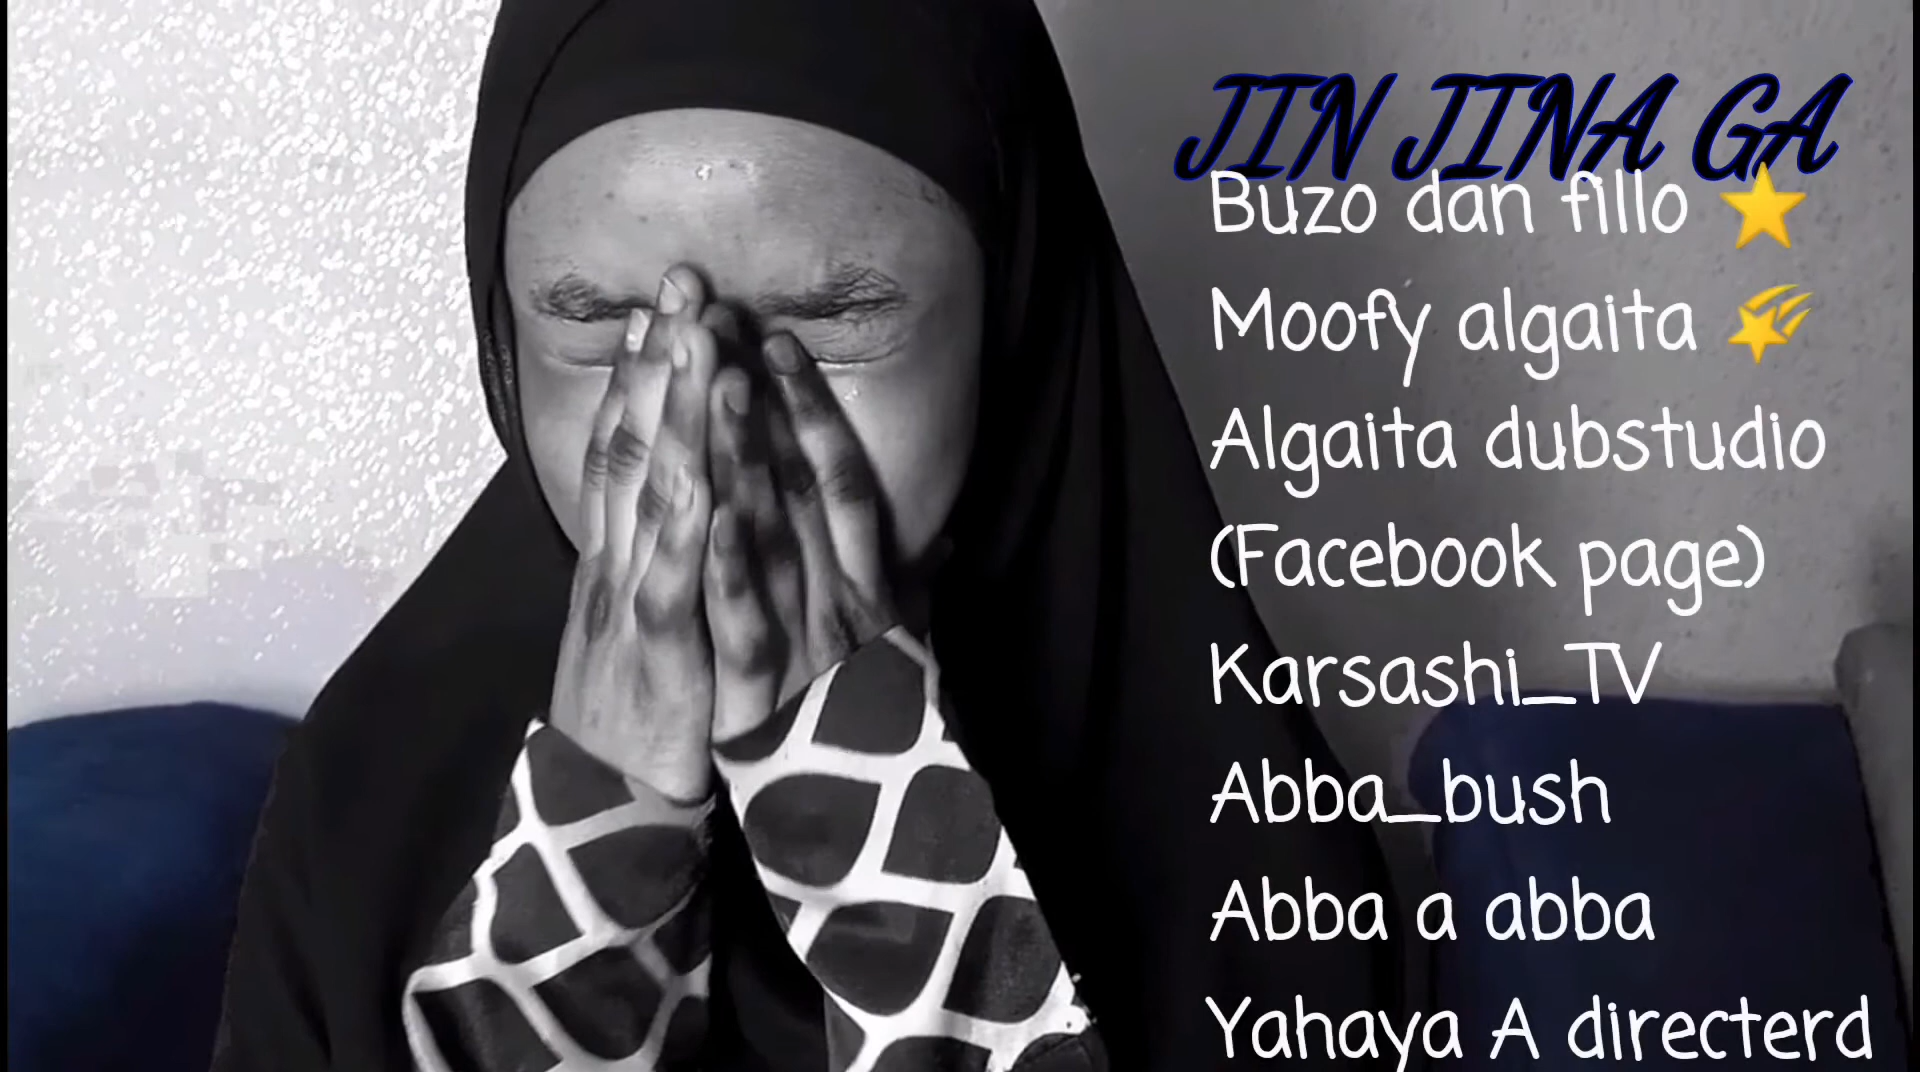 JIN JINA GA
Buzo dan fillo ⭐
Moofy algaita 🌠
Algaita dubstudio
(Facebook page)
Karsashi_TV
Abba_bush
Abba a abba
Yahaya A directerd